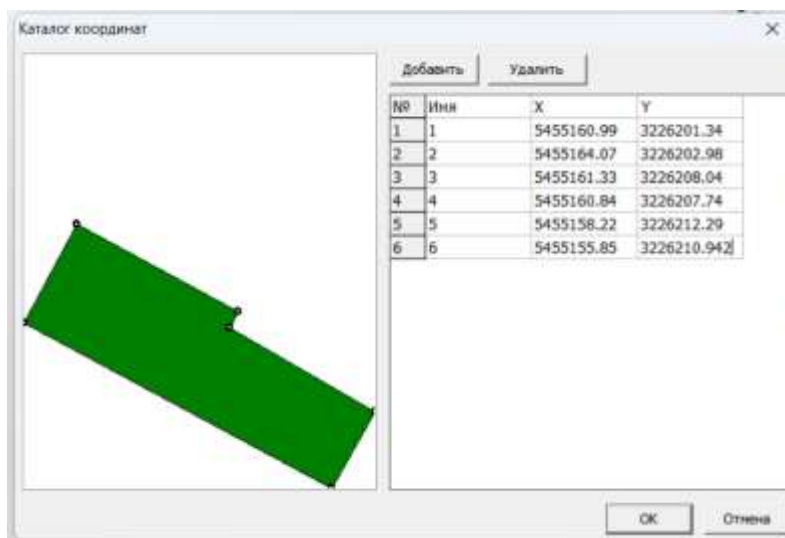 Каталог координат
Добавить Удалить
№ Имя X Y
1 1 5455160.99 3226201.34
2 2 5455164.07 3226202.98
3 3 5455161.33 3226208.04
4 4 5455160.84 3226207.74
5 5 5455158.22 3226212.29
6 6 5455155.85 3226210.942
OK Отмена